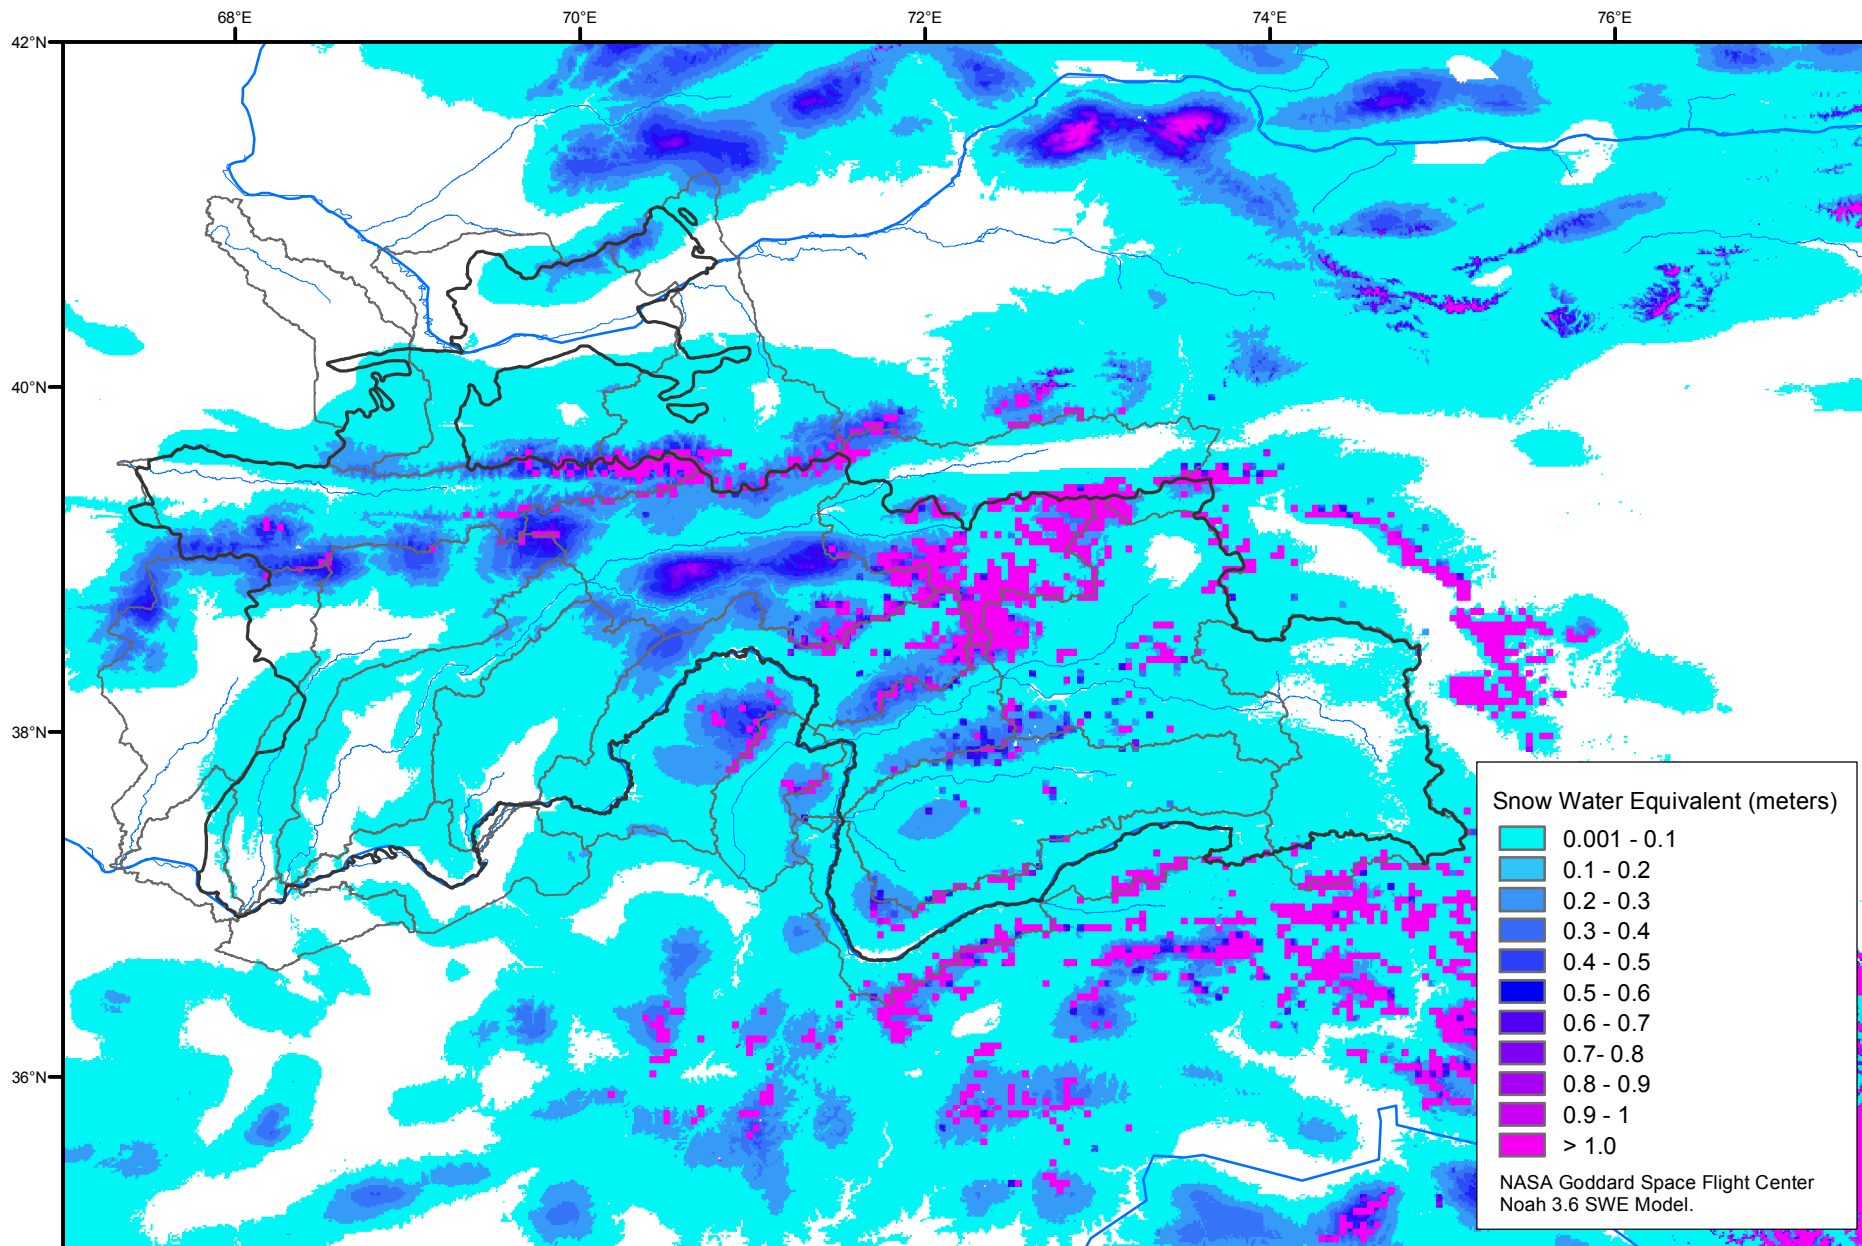 68°E
70°E
72°E
74°E
76°E
42°N
40°N
38°N
36°N
Snow Water Equivalent (meters)
0.001 - 0.1
0.1 - 0.2
0.2 - 0.3
0.3 - 0.4
0.4 - 0.5
0.5 - 0.6
0.6 - 0.7
0.7- 0.8
0.8 - 0.9
0.9 - 1
> 1.0
NASA Goddard Space Flight Center
Noah 3.6 SWE Model.